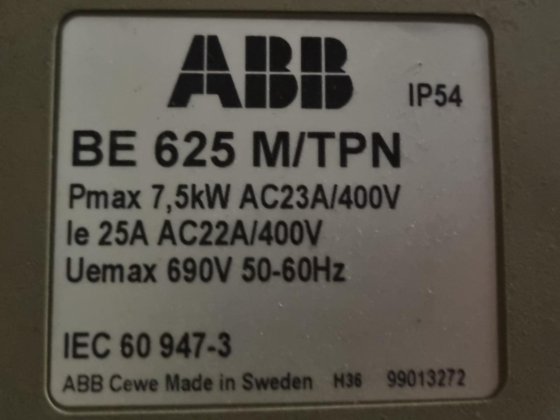 ABB
IP54
BE 625 M/TPN
Pmax 7,5kW AC23A/400V
Ie 25A AC22A/400V
Uemax 690V 50-60Hz
IEC 60 947-3
ABB Cewe Made in Sweden H36 99013272